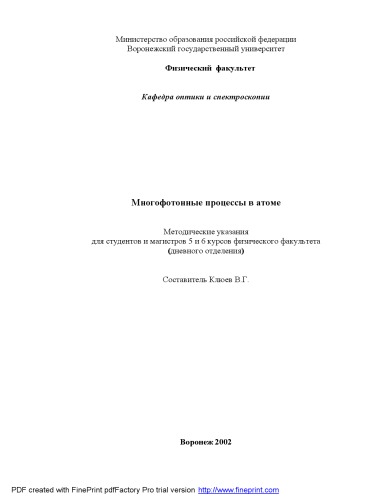 Министерство образования российской федерации
Воронежский государственный университет
Физический факультет
Кафедра оптики и спектроскопии
Многофотонные процессы в атоме
Методические указания
для студентов и магистров 5 и 6 курсов физического факультета
(дневного отделения)
Составитель Клюев В.Г.
Воронеж 2002
PDF created with FinePrint pdfFactory Pro trial version http://www.fineprint.com